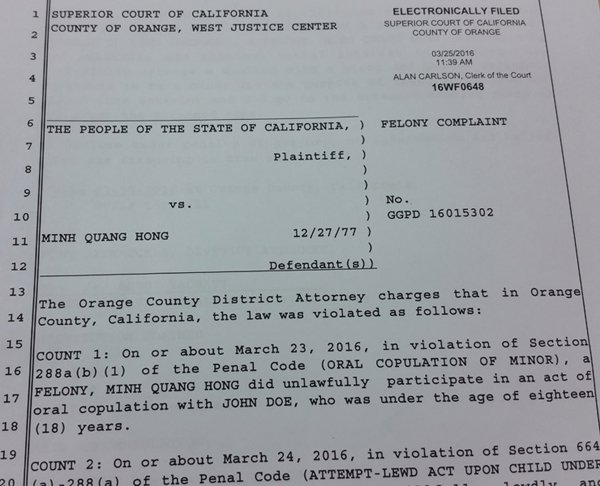 1 SUPERIOR COURT OF CALIFORNIA
2 COUNTY OF ORANGE, WEST JUSTICE CENTER
ELECTRONICALLY FILED
SUPERIOR COURT OF CALIFORNIA
COUNTY OF ORANGE
03/25/2016
11:39 AM
ALAN CARLSON, Clerk of the Court
16WF0648
3
4
5
6 THE PEOPLE OF THE STATE OF CALIFORNIA, ) FELONY COMPLAINT
)
7 Plaintiff, )
8 )
)
9 vs. ) No.
10 ) GGPD 16015302
11 MINH QUANG HONG 12/27/77 )
)
12 Defendant(s))
13 The Orange County District Attorney charges that in Orange
14 County, California, the law was violated as follows:
15 COUNT 1: On or about March 23, 2016, in violation of Section
16 288a(b)(1) of the Penal Code (ORAL COPULATION OF MINOR), a
17 FELONY, MINH QUANG HONG did unlawfully participate in an act of
oral copulation with JOHN DOE, who was under the age of eighteen
18 (18) years.
19 COUNT 2: On or about March 24, 2016, in violation of Section 664
20 (a)-288(a) of the Penal Code (ATTEMPT-LEWD ACT UPON CHILD UNDER
lewdly and